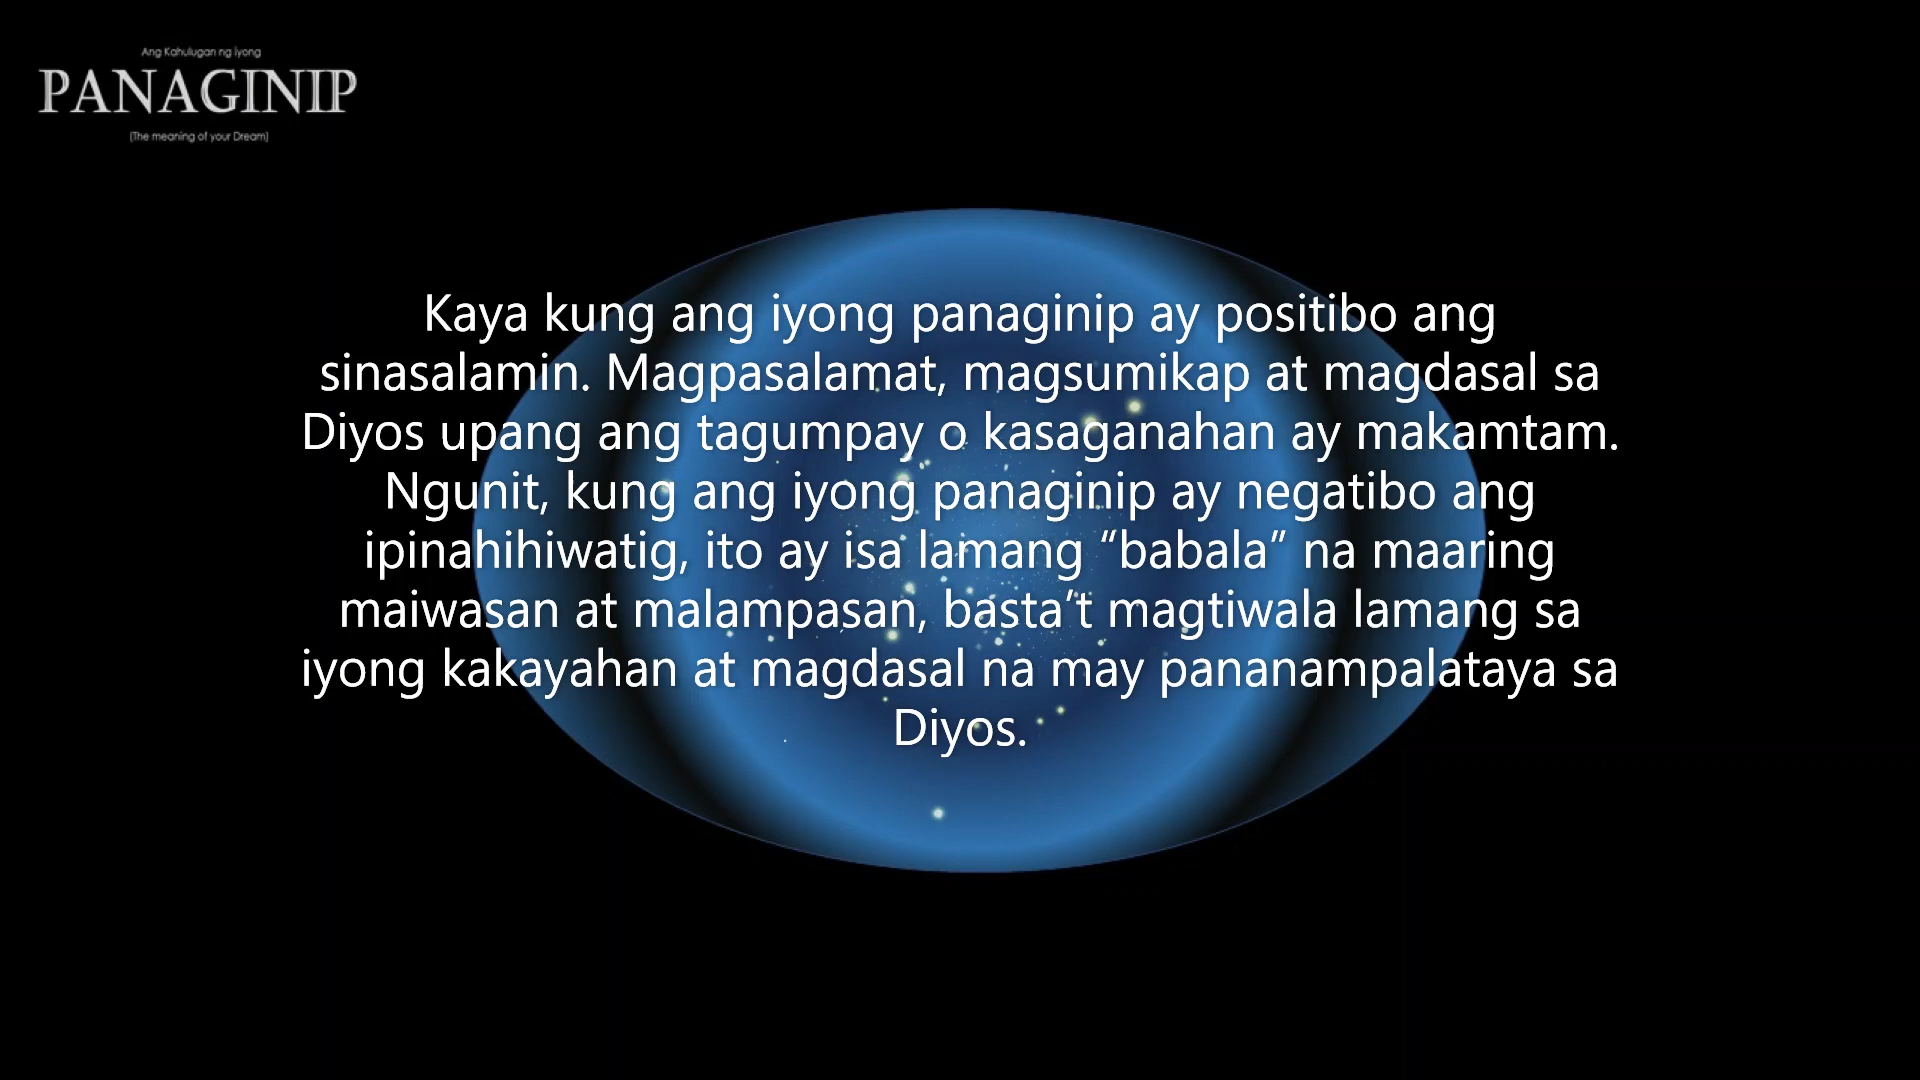 Ang Kahulugan ng iyong
PANAGINIP
(The meaning of your Dream)
Kaya kung ang iyong panaginip ay positibo ang
sinasalamin. Magpasalamat, magsumikap at magdasal sa
Diyos upang ang tagumpay o kasaganahan ay makamtam.
Ngunit, kung ang iyong panaginip ay negatibo ang
ipinahihiwatig, ito ay isa lamang “babala” na maaring
maiwasan at malampasan, basta’t magtiwala lamang sa
iyong kakayahan at magdasal na may pananampalataya sa
Diyos.